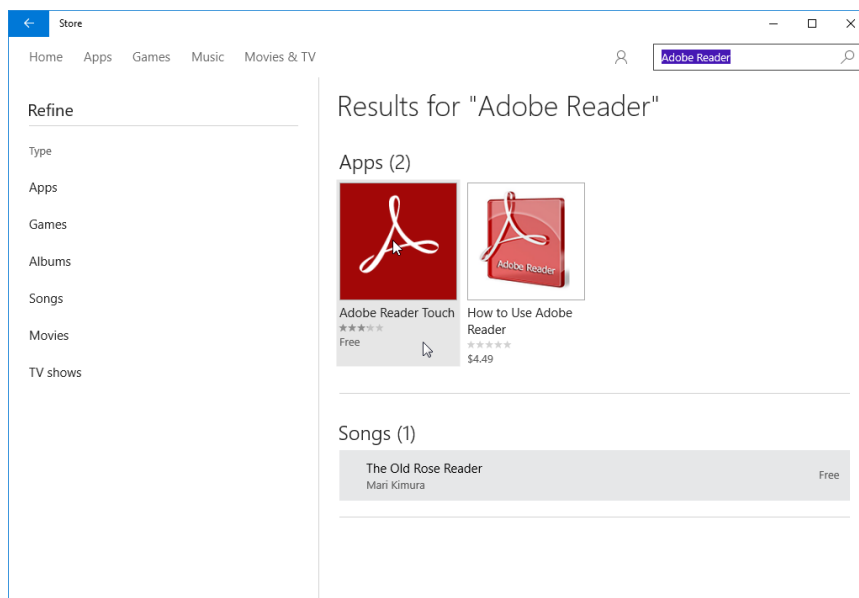 Store
Home Apps Games Music Movies & TV
Adobe Reader
Refine
Type
Apps
Games
Albums
Songs
Movies
TV shows
Results for "Adobe Reader"
Apps (2)
Adobe Reader
Adobe Reader Touch
Free
How to Use Adobe
Reader
$4.49
Songs (1)
The Old Rose Reader
Mari Kimura
Free